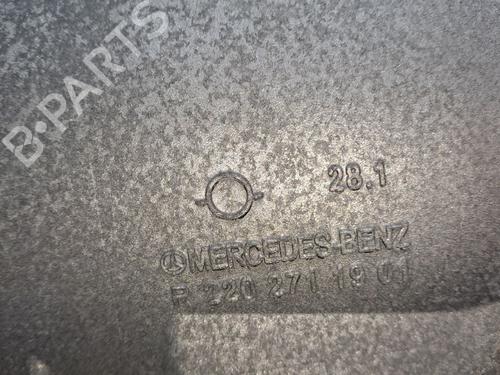 B-PARTS
28.1
MERCEDES-BENZ
R 220 271 19 01